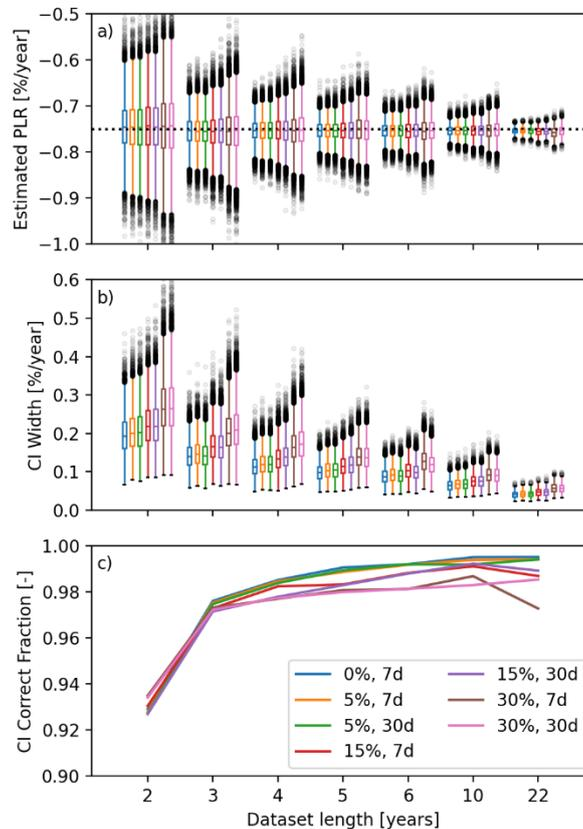 a)
Estimated PLR [%/year]
−0.5
−0.6
−0.7
−0.8
−0.9
−1.0
b)
CI Width [%/year]
0.6
0.5
0.4
0.3
0.2
0.1
0.0
c)
CI Correct Fraction [-]
1.00
0.98
0.96
0.94
0.92
0.90
0%, 7d
5%, 7d
5%, 30d
15%, 7d
15%, 30d
30%, 7d
30%, 30d
2 3 4 5 6 10 22
Dataset length [years]